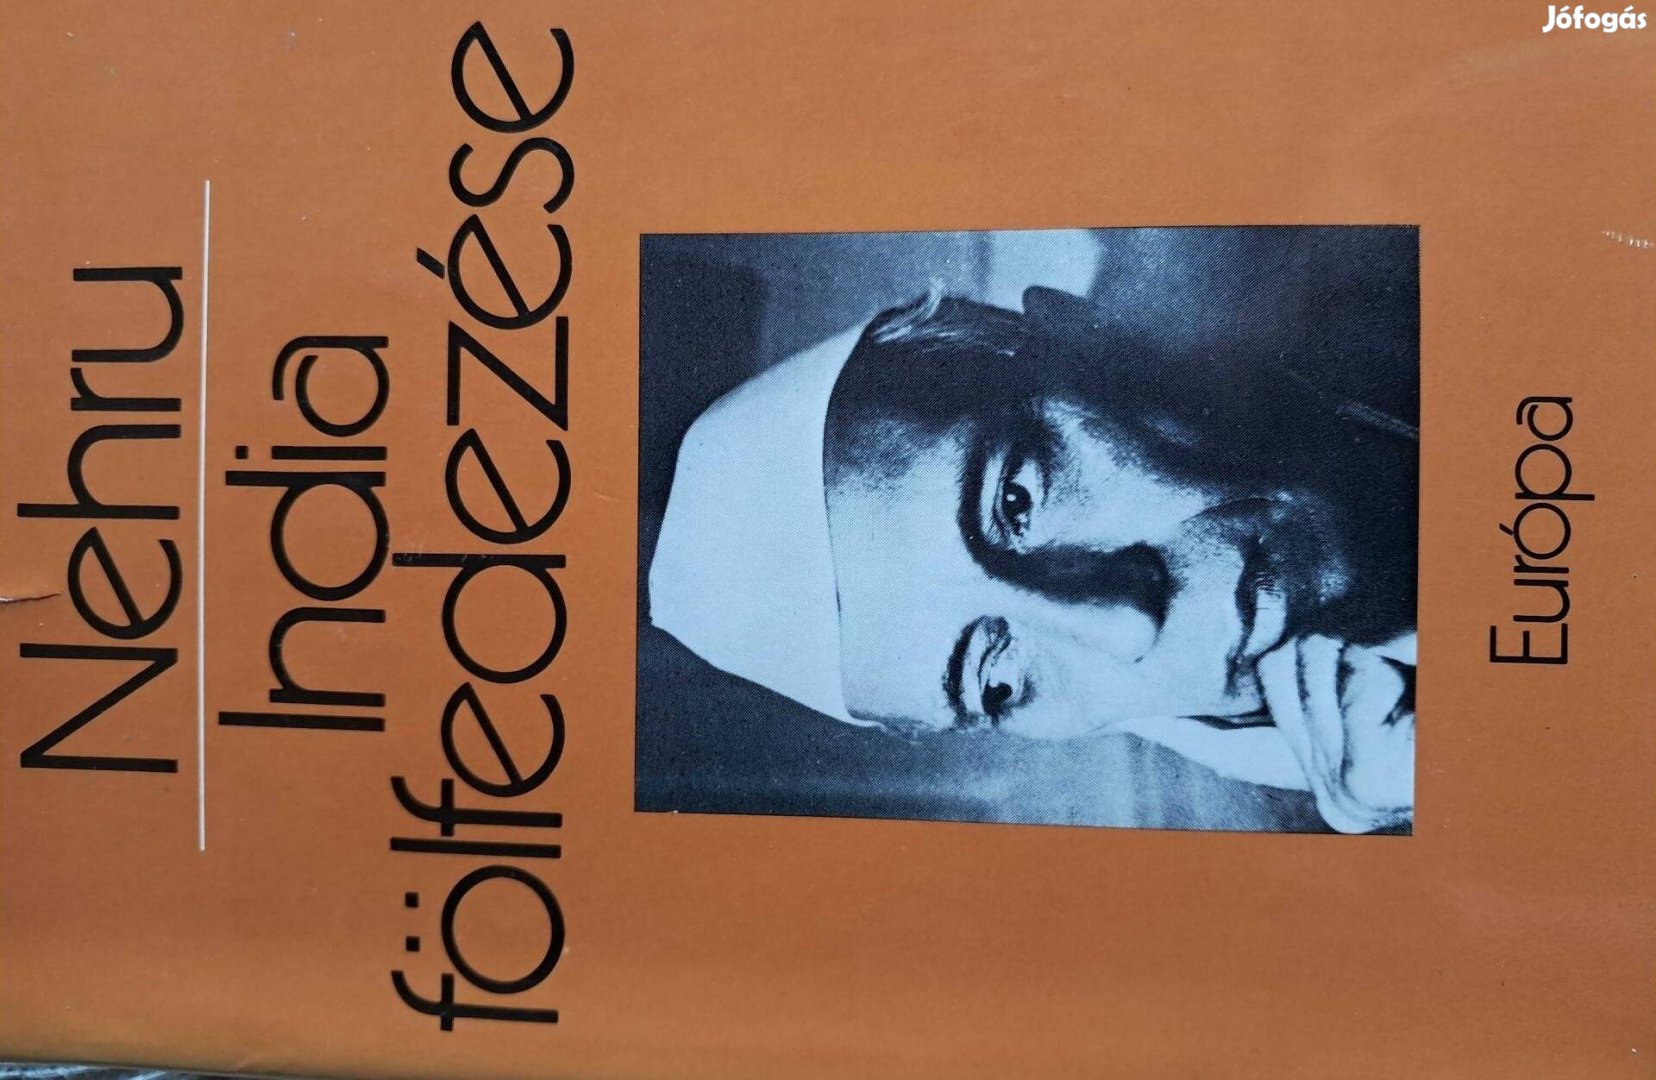 Nehru
India
fölfedezése
Európa
Jófogás